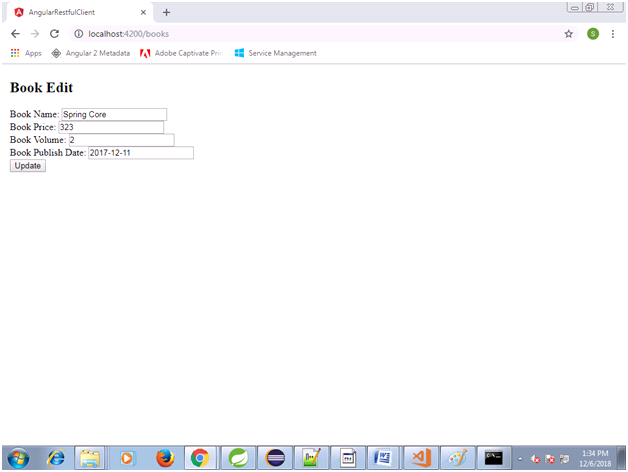 AngularRestfulClient
localhost:4200/books
Apps Angular 2 Metadata Adobe Captivate Prim Service Management
Book Edit
Book Name: Spring Core
Book Price: 323
Book Volume: 2
Book Publish Date: 2017-12-11
Update
1:34 PM
12/6/2018